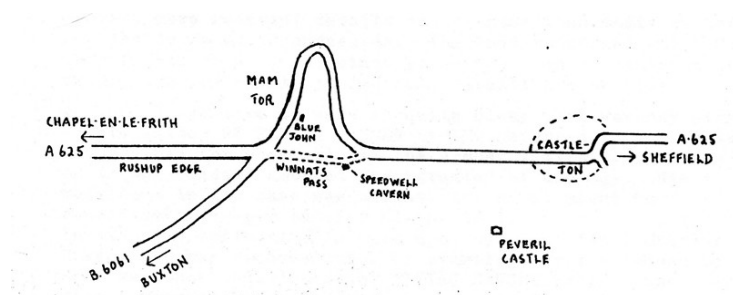 MAM
TOR
CHAPEL-EN-LE-FRITH
A625
RUSHUP EDGE
BLUE
JOHN
WINNATS
PASS
SPEEDWELL
CAVERN
CASTLE-
TON
A.625
SHEFFIELD
PEVERIL
CASTLE
B.6061
BUXTON